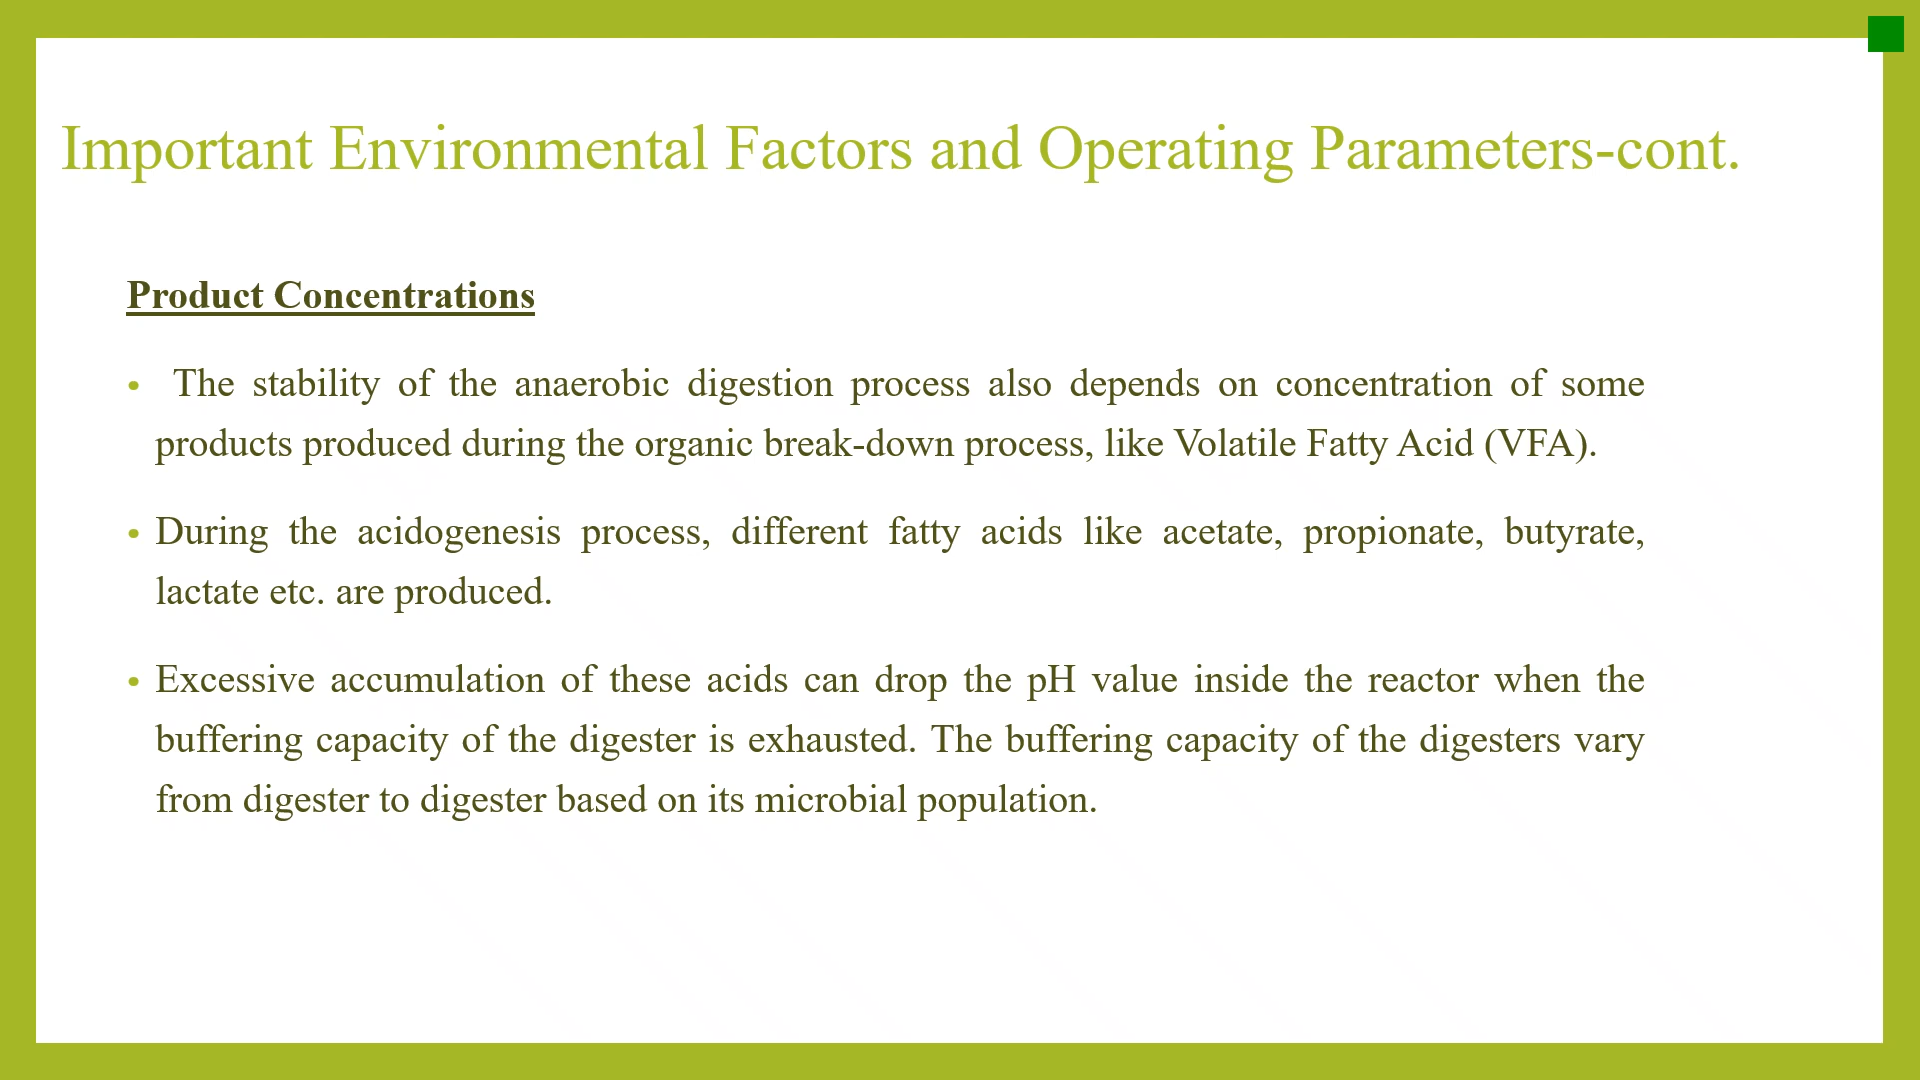 Important Environmental Factors and Operating Parameters-cont.
Product Concentrations
• The stability of the anaerobic digestion process also depends on concentration of some
products produced during the organic break-down process, like Volatile Fatty Acid (VFA).
• During the acidogenesis process, different fatty acids like acetate, propionate, butyrate,
lactate etc. are produced.
• Excessive accumulation of these acids can drop the pH value inside the reactor when the
buffering capacity of the digester is exhausted. The buffering capacity of the digesters vary
from digester to digester based on its microbial population.